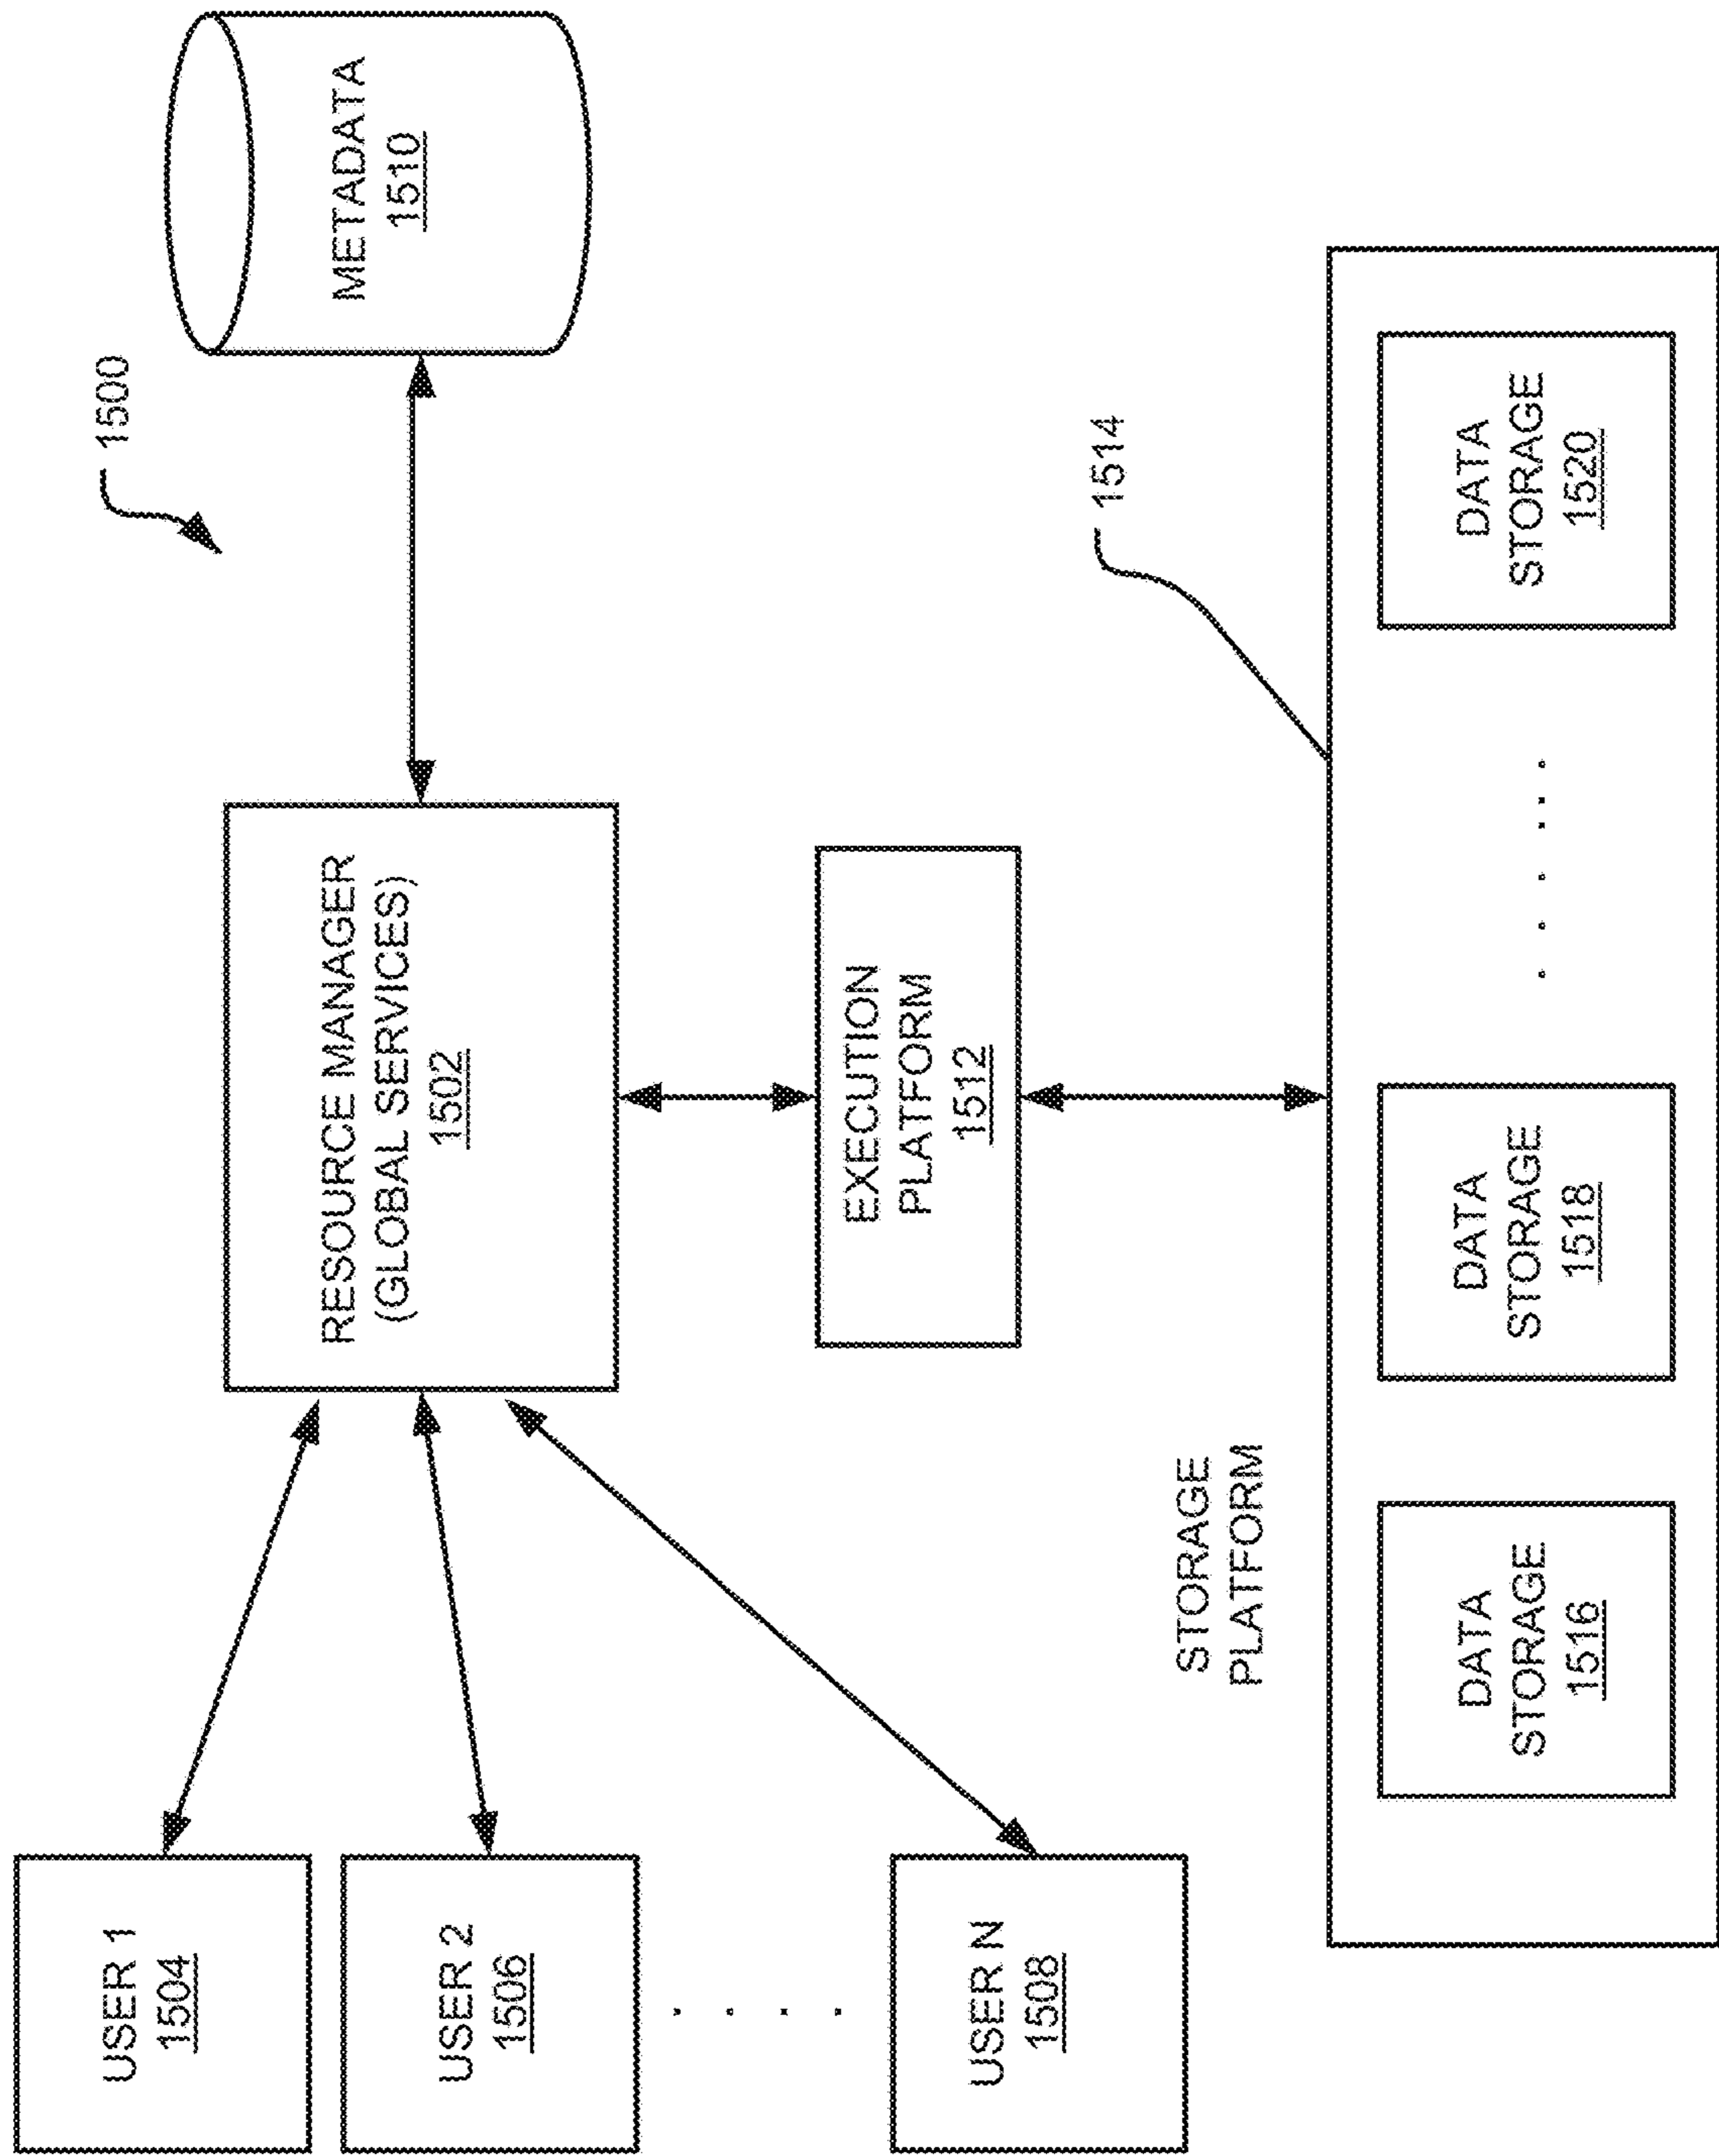 1500
USER 1
1504
USER 2
1506
USER N
1508
RESOURCE MANAGER
(GLOBAL SERVICES)
1502
METADATA
1510
EXECUTION
PLATFORM
1512
STORAGE
PLATFORM
1514
DATA
STORAGE
1516
DATA
STORAGE
1518
DATA
STORAGE
1520